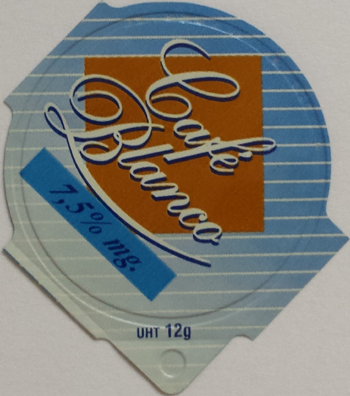 Café
Blanco
7,5% mg.
UHT 12g